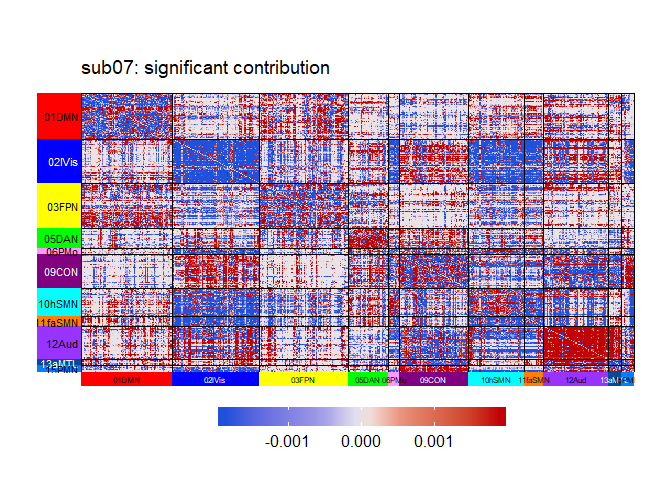 sub07: significant contribution
01DMN
02lVis
03FPN
05DAN
09CON
10hSMN
11faSMN
12Aud
01DMN 02lVis 03FPN 05DAN 09CON 10hSMN 11faSMN 12Aud
-0.001 0.000 0.001